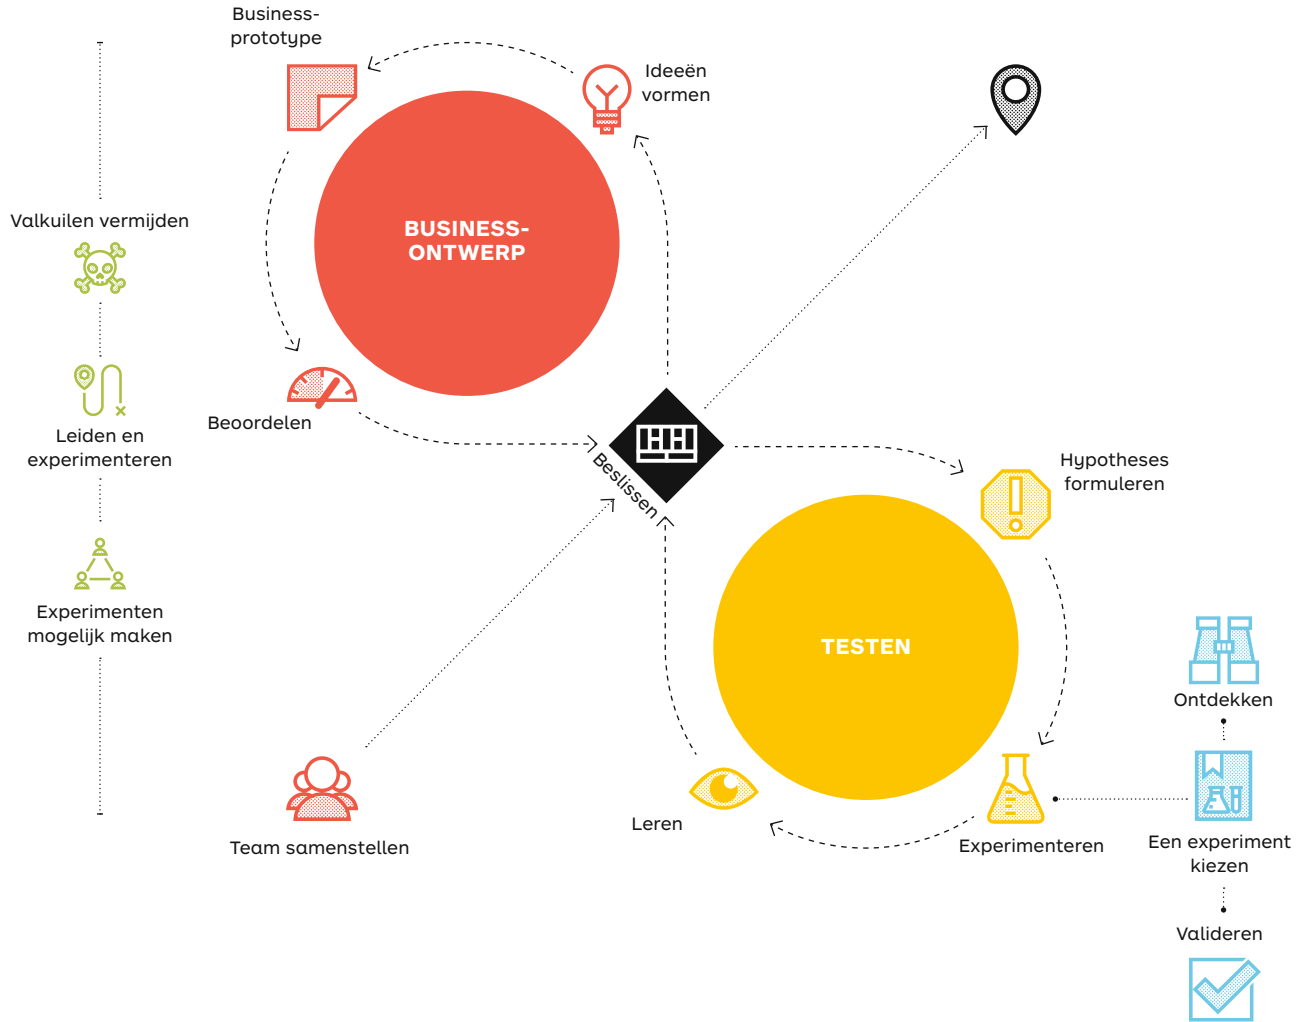 Business-
prototype
Ideeën
vormen
BUSINESS-
ONTWERP
Valkuilen vermijden
Leiden en
experimenteren
Experimenten
mogelijk maken
Beoordelen
Beslissen
Hypotheses
formuleren
TESTEN
Ontdekken
Team samenstellen
Leren
Experimenteren
Een experiment
kiezen
Valideren